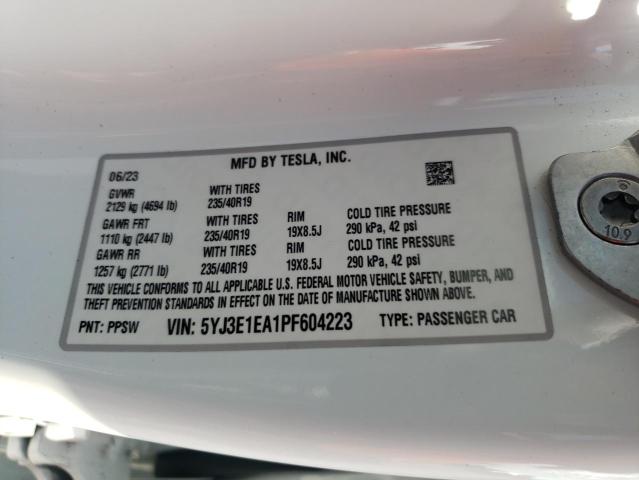 MFD BY TESLA, INC.
06/23
GVWR WITH TIRES
2129 kg (4694 lb) 235/40R19
GAWR FRT WITH TIRES RIM COLD TIRE PRESSURE
1110 kg (2447 lb) 235/40R19 19X8.5J 290 kPa, 42 psi
GAWR RR WITH TIRES RIM COLD TIRE PRESSURE
1257 kg (2771 lb) 235/40R19 19X8.5J 290 kPa, 42 psi
THIS VEHICLE CONFORMS TO ALL APPLICABLE U.S. FEDERAL MOTOR VEHICLE SAFETY, BUMPER, AND
THEFT PREVENTION STANDARDS IN EFFECT ON THE DATE OF MANUFACTURE SHOWN ABOVE.
PNT: PPSW VIN: 5YJ3E1EA1PF604223 TYPE: PASSENGER CAR
10.9